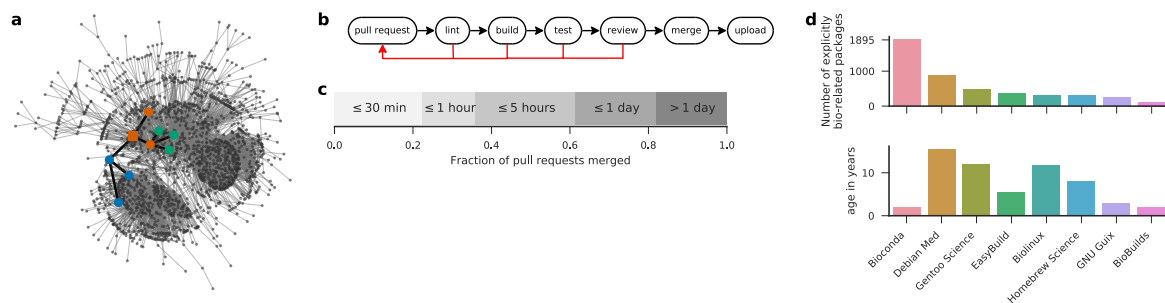 a
b
pull request
lint
build
test
review
merge
upload
c
≤ 30 min
≤ 1 hour
≤ 5 hours
≤ 1 day
> 1 day
0.0
0.2
0.4
0.6
0.8
1.0
Fraction of pull requests merged
d
Number of explicitly
bio-related packages
1895
1000
0
age in years
10
0
Bioconda
Debian Med
Gentoo Science
EasyBuild
Biolinux
Homebrew Science
GNU Guix
BioBuilds